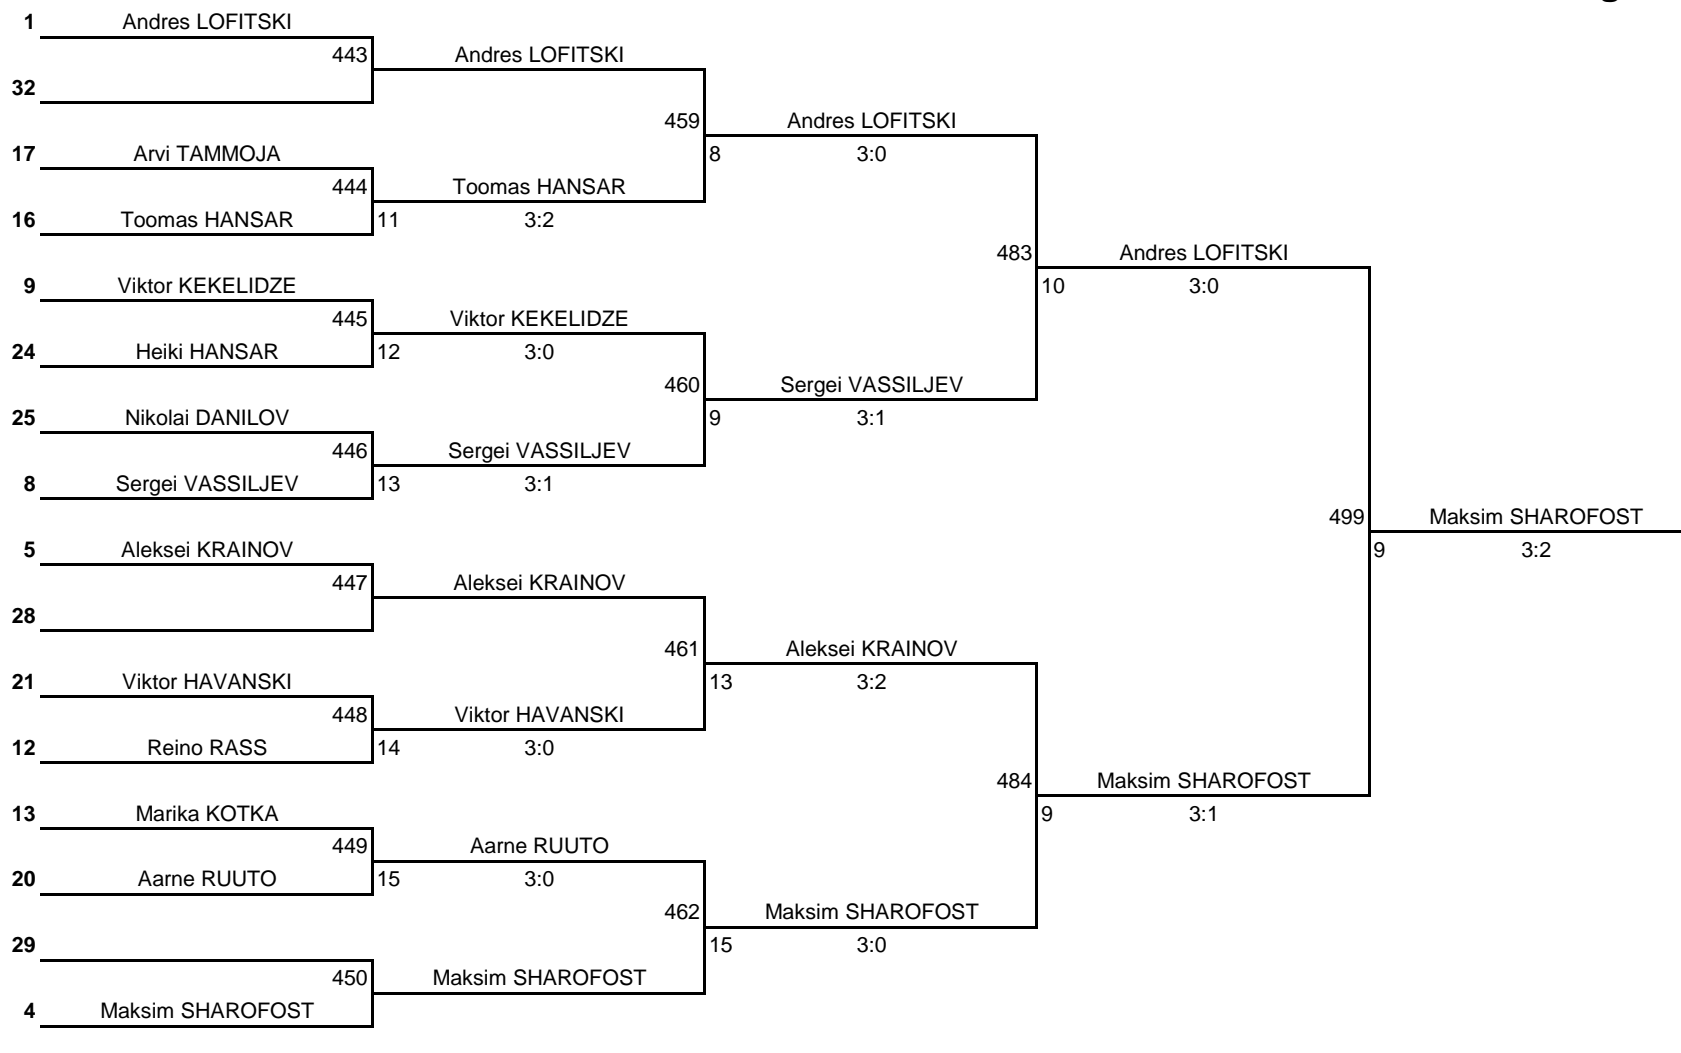 g
1 Andres LOFITSKI
443 Andres LOFITSKI
32
459 Andres LOFITSKI
17 Arvi TAMMOJA
8 3:0
444 Toomas HANSAR
16 Toomas HANSAR
11 3:2
483 Andres LOFITSKI
9 Viktor KEKELIDZE
10 3:0
445 Viktor KEKELIDZE
24 Heiki HANSAR
12 3:0
460 Sergei VASSILJEV
25 Nikolai DANILOV
9 3:1
446 Sergei VASSILJEV
8 Sergei VASSILJEV
13 3:1
499 Maksim SHAROFOST
5 Aleksei KRAINOV
9 3:2
447 Aleksei KRAINOV
28
461 Aleksei KRAINOV
21 Viktor HAVANSKI
13 3:2
448 Viktor HAVANSKI
12 Reino RASS
14 3:0
484 Maksim SHAROFOST
13 Marika KOTKA
9 3:1
449 Aarne RUUTO
20 Aarne RUUTO
15 3:0
462 Maksim SHAROFOST
29
15 3:0
450 Maksim SHAROFOST
4 Maksim SHAROFOST